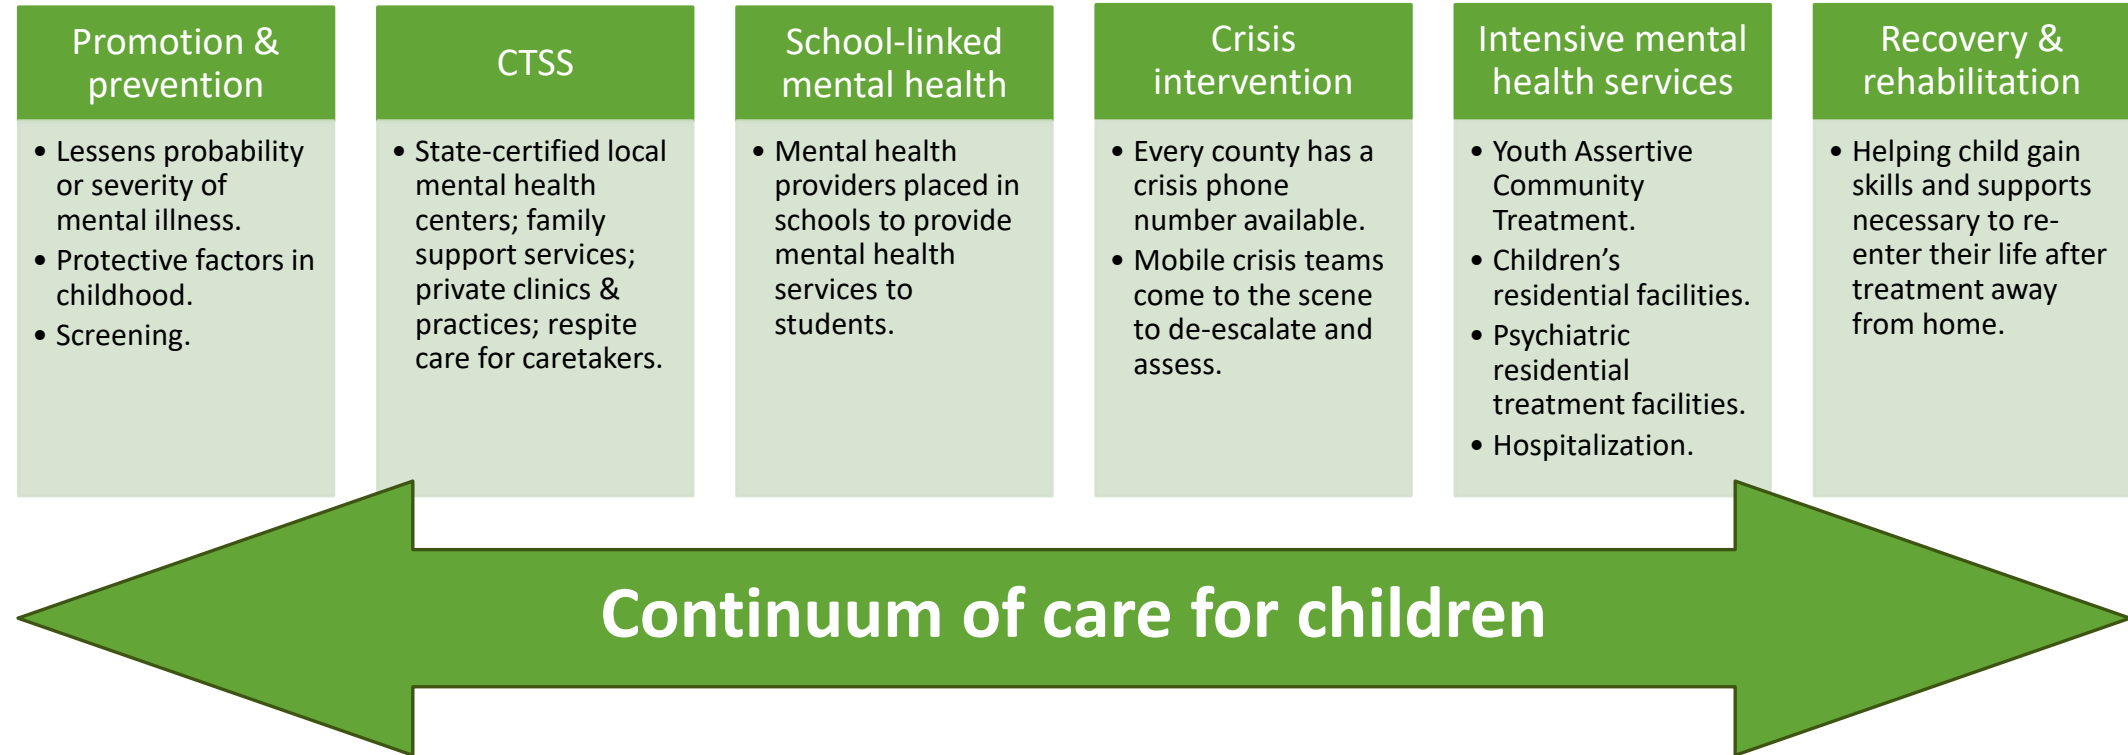 Promotion &
prevention
• Lessens probability
or severity of
mental illness.
• Protective factors in
childhood.
• Screening.
CTSS
• State-certified local
mental health
centers; family
support services;
private clinics &
practices; respite
care for caretakers.
School-linked
mental health
• Mental health
providers placed in
schools to provide
mental health
services to
students.
Crisis
intervention
• Every county has a
crisis phone
number available.
• Mobile crisis teams
come to the scene
to de-escalate and
assess.
Intensive mental
health services
• Youth Assertive
Community
Treatment.
• Children’s
residential facilities.
• Psychiatric
residential
treatment facilities.
• Hospitalization.
Recovery &
rehabilitation
• Helping child gain
skills and supports
necessary to re-
enter their life after
treatment away
from home.
Continuum of care for children